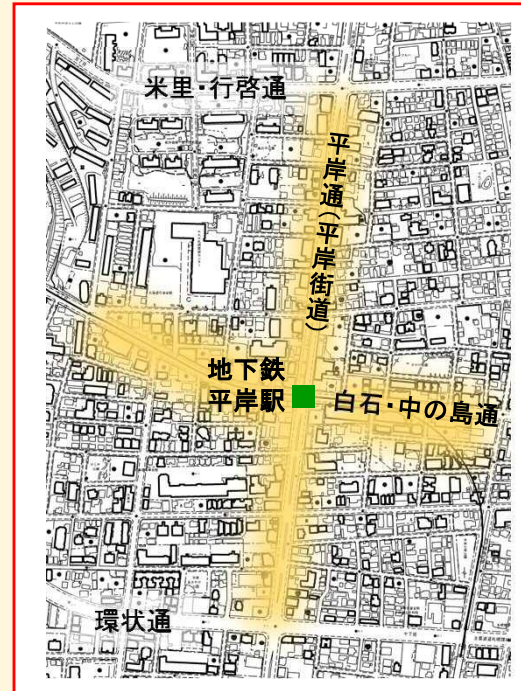 米里・行啓通
平岸通(平岸街道)
地下鉄
平岸駅
白石・中の島通
環状通